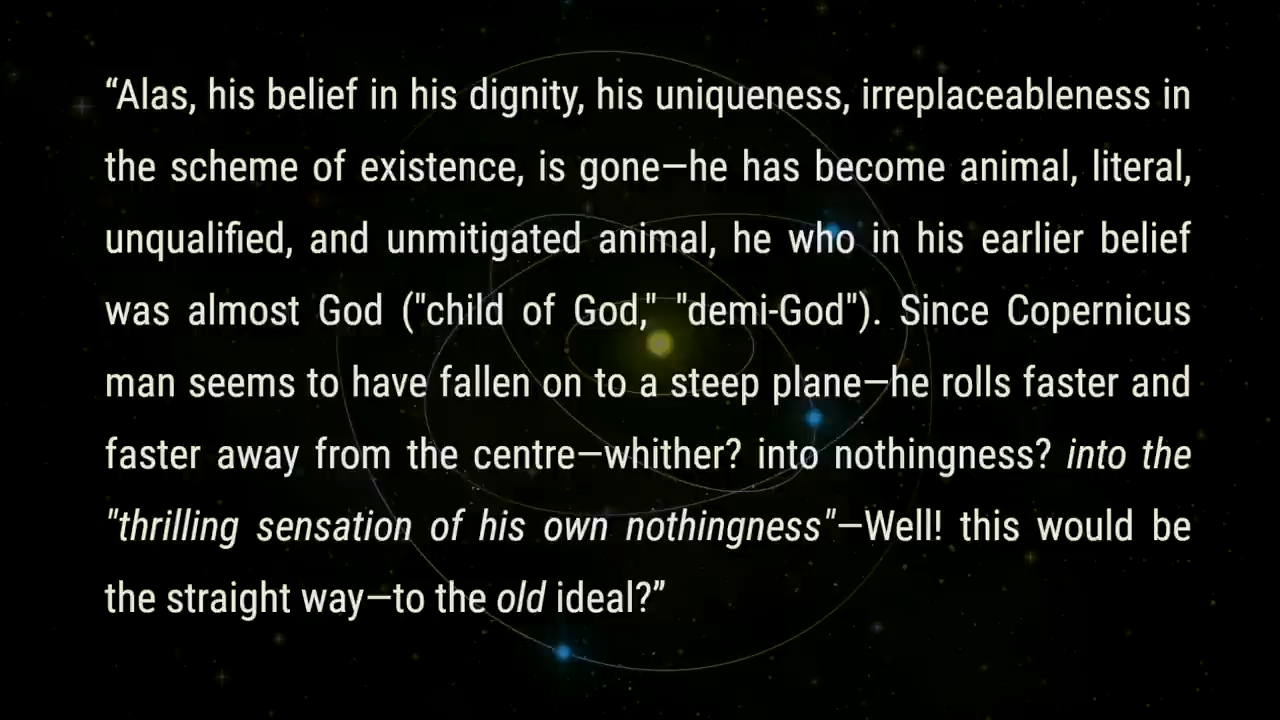 “Alas, his belief in his dignity, his uniqueness, irreplaceableness in
the scheme of existence, is gone—he has become animal, literal,
unqualified, and unmitigated animal, he who in his earlier belief
was almost God ("child of God," "demi-God"). Since Copernicus
man seems to have fallen on to a steep plane—he rolls faster and
faster away from the centre—whither? into nothingness? into the
"thrilling sensation of his own nothingness"—Well! this would be
the straight way—to the old ideal?”